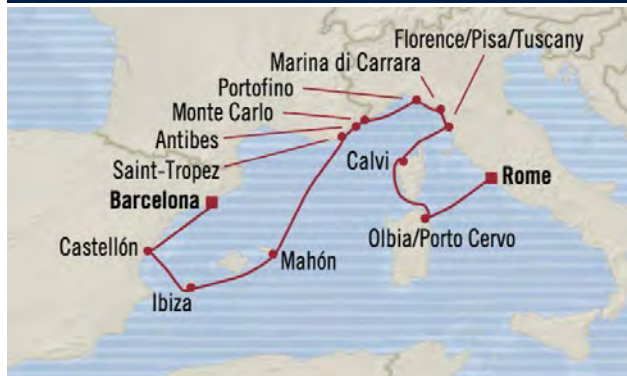 Florence/Pisa/Tuscany
Marina di Carrara
Portofino
Monte Carlo
Antibes
Saint-Tropez
Calvi
Rome
Barcelona
Olbia/Porto Cervo
Castellón
Mahón
Ibiza